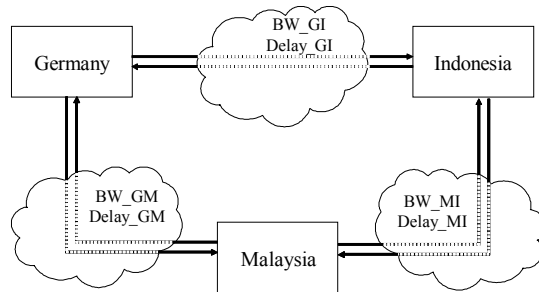 BW_GI
Delay_GI
Germany
Indonesia
BW_GM
Delay_GM
BW_MI
Delay_MI
Malaysia